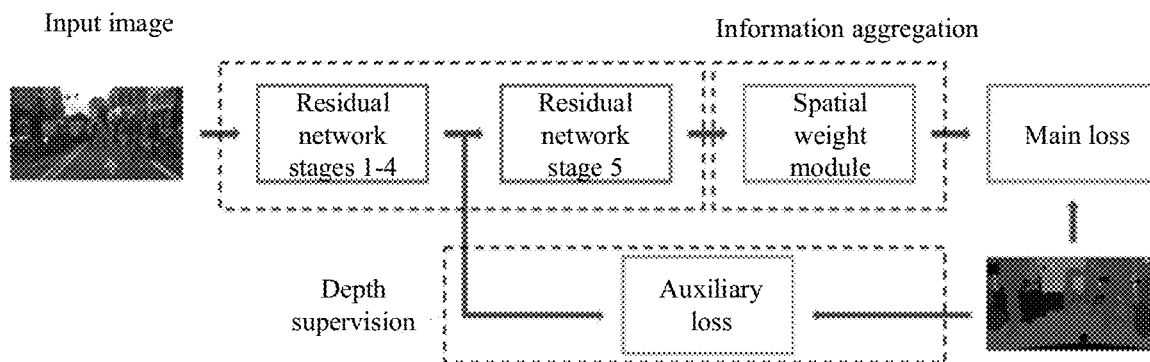 Input image
Information aggregation
Residual
network
stages 1-4
Residual
network
stage 5
Spatial
weight
module
Main loss
Depth
supervision
Auxiliary
loss